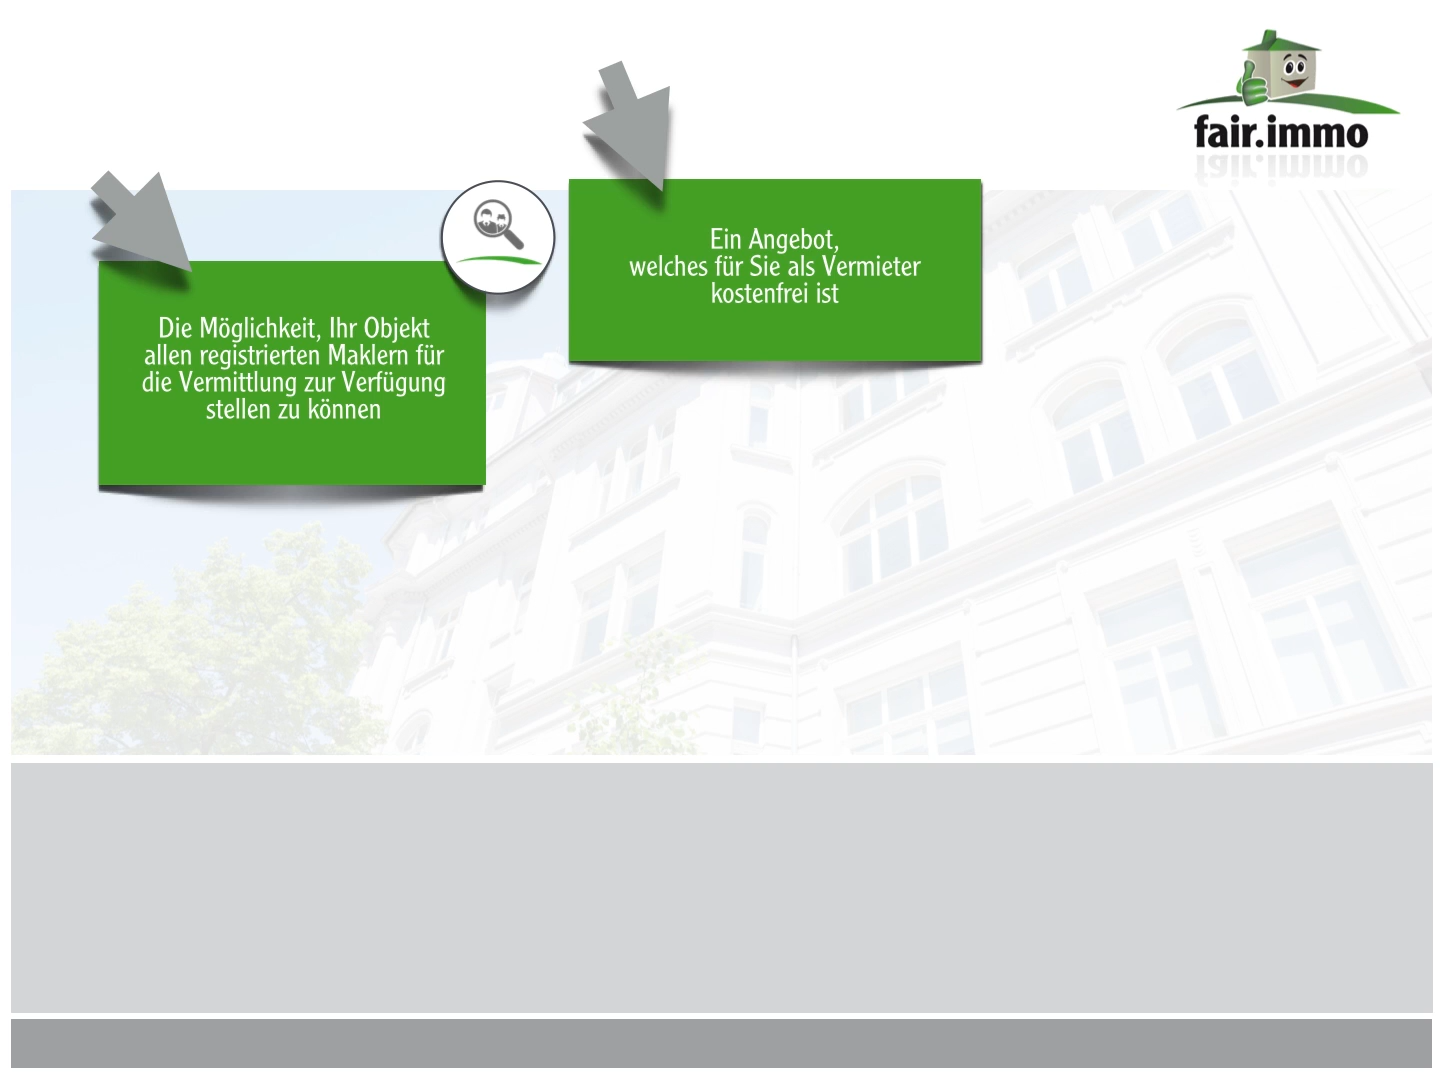 fair.immo
Ein Angebot,
welches für Sie als Vermieter
kostenfrei ist
Die Möglichkeit, Ihr Objekt
allen registrierten Maklern für
die Vermittlung zur Verfügung
stellen zu können